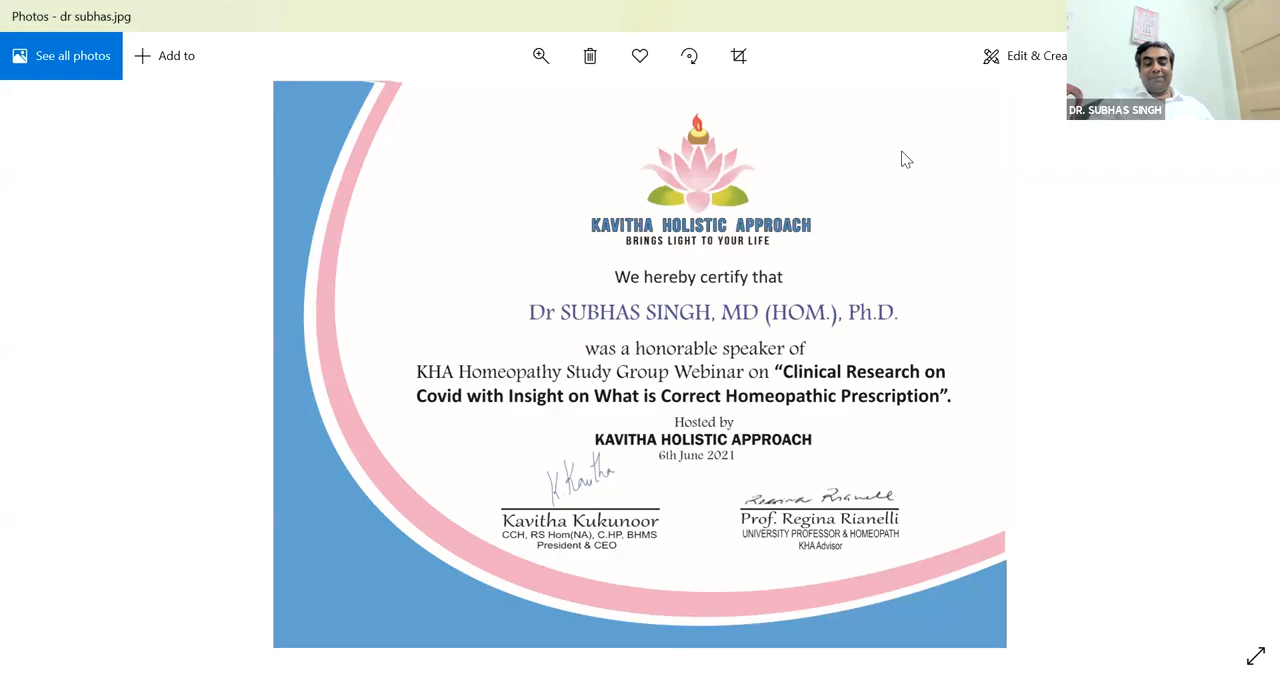 Photos - dr subhas.jpg
See all photos
Add to
Edit & Crea
DR. SUBHAS SINGH
KAVITHA HOLISTIC APPROACH
BRINGS LIGHT TO YOUR LIFE
We hereby certify that
Dr SUBHAS SINGH, MD (HOM.), Ph.D.
was a honorable speaker of
KHA Homeopathy Study Group Webinar on “Clinical Research on
Covid with Insight on What is Correct Homeopathic Prescription”.
Hosted by
KAVITHA HOLISTIC APPROACH
6th June 2021
K. Kavitha
Regina Rianelli
Kavitha Kukunoor
Prof. Regina Rianelli
CCH, RS Hom(NA), C.HP, BHMS
UNIVERSITY PROFESSOR & HOMEOPATH
President & CEO
KHA Advisor